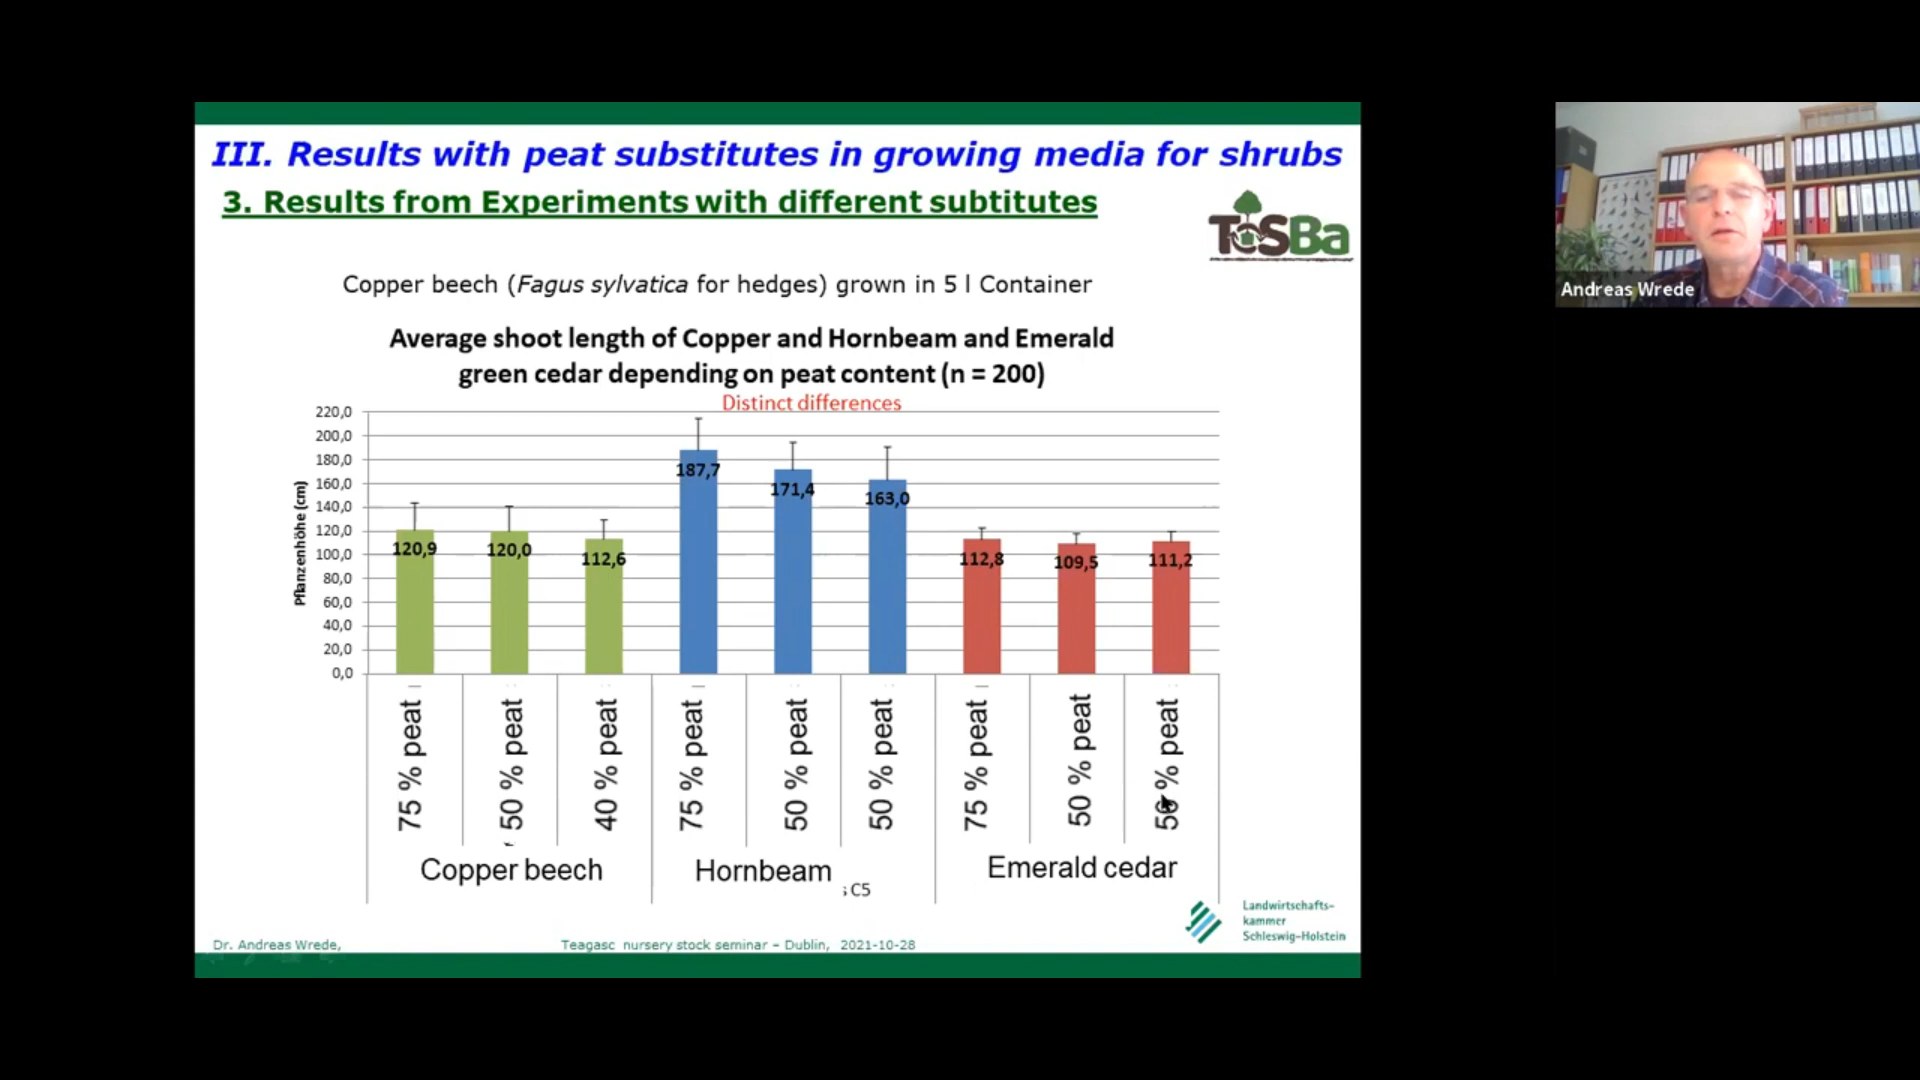 III. Results with peat substitutes in growing media for shrubs
3. Results from Experiments with different subtitutes
TOSBa
Copper beech (Fagus sylvatica for hedges) grown in 5 l Container
Average shoot length of Copper and Hornbeam and Emerald
green cedar depending on peat content (n = 200)
Distinct differences
Pflanzenhöhe (cm)
220,0
200,0
180,0
160,0
140,0
120,0
100,0
80,0
60,0
40,0
20,0
0,0
120,9
120,0
112,6
187,7
171,4
163,0
112,8
109,5
111,2
75 % peat
50 % peat
40 % peat
75 % peat
50 % peat
50 % peat
75 % peat
50 % peat
50 % peat
Copper beech
Hornbeam
Emerald cedar
C5
Landwirtschafts-
kammer
Schleswig-Holstein
Dr. Andreas Wrede,
Teagasc nursery stock seminar – Dublin, 2021-10-28
Andreas Wrede